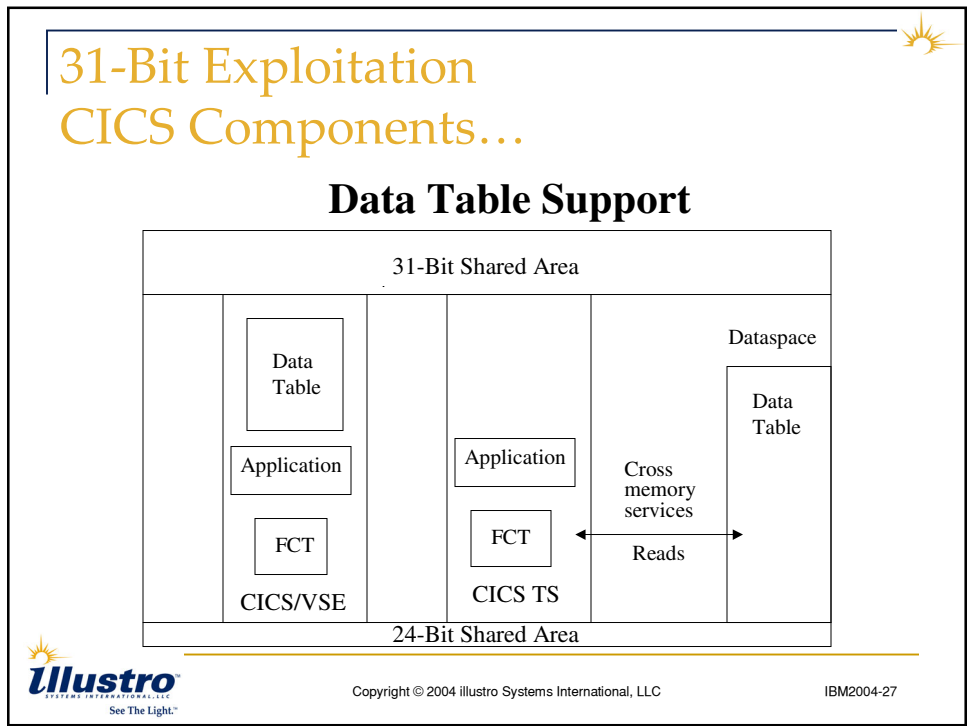 31-Bit Exploitation
CICS Components…
Data Table Support
31-Bit Shared Area
Data
Table
Application
FCT
CICS/VSE
Application
FCT
CICS TS
Cross
memory
services
Reads
Dataspace
Data
Table
24-Bit Shared Area
illustro
SYSTEMS INTERNATIONAL, LLC
See The Light.™
Copyright © 2004 illustro Systems International, LLC
IBM2004-27